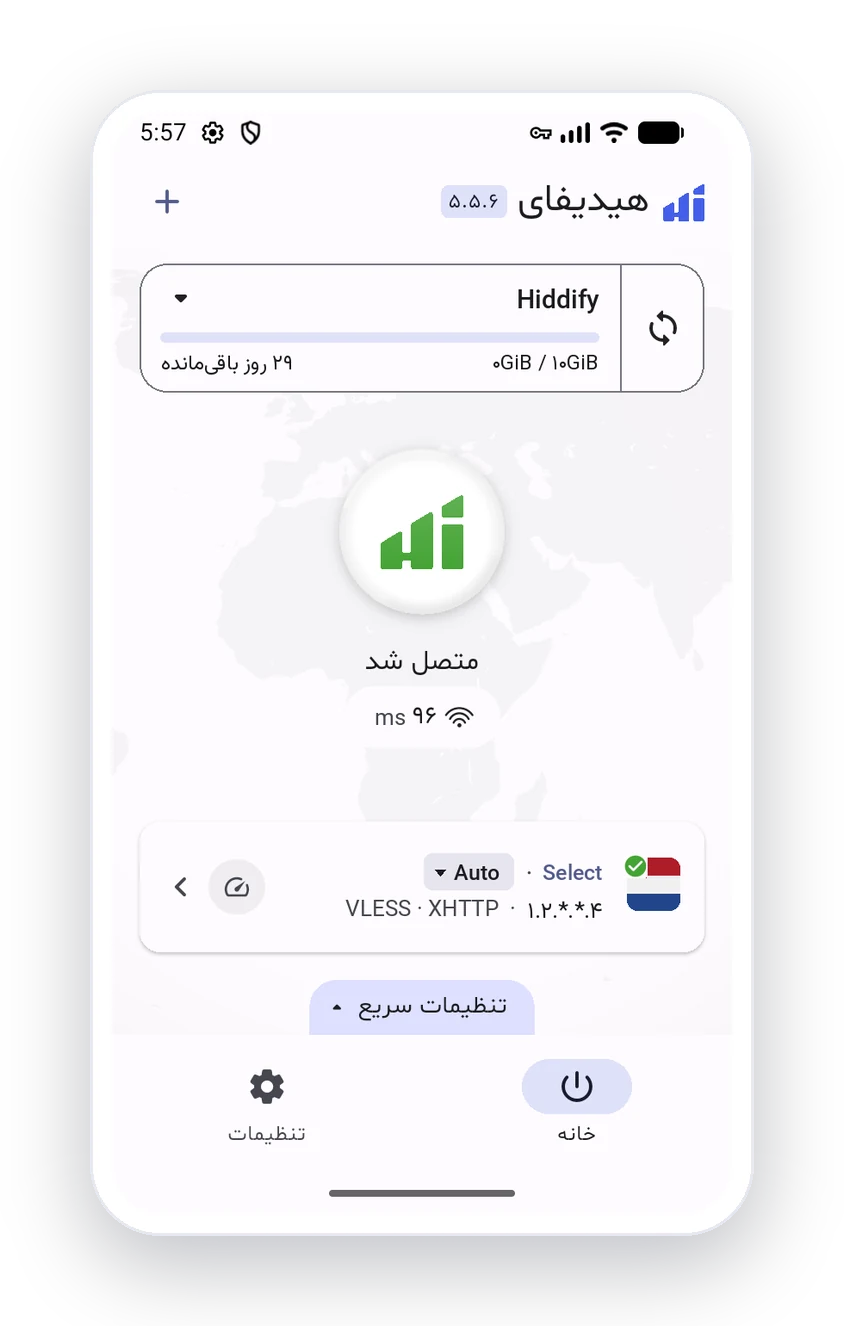 5:57
هیدیفای ۵.۵.۶
Hiddify
۰GiB / ۱۰GiB ۲۹ روز باقی‌مانده
متصل شد
۹۶ ms
Select · Auto
۱.۲.*.*.۴ · VLESS · XHTTP
تنظیمات سریع
خانه تنظیمات